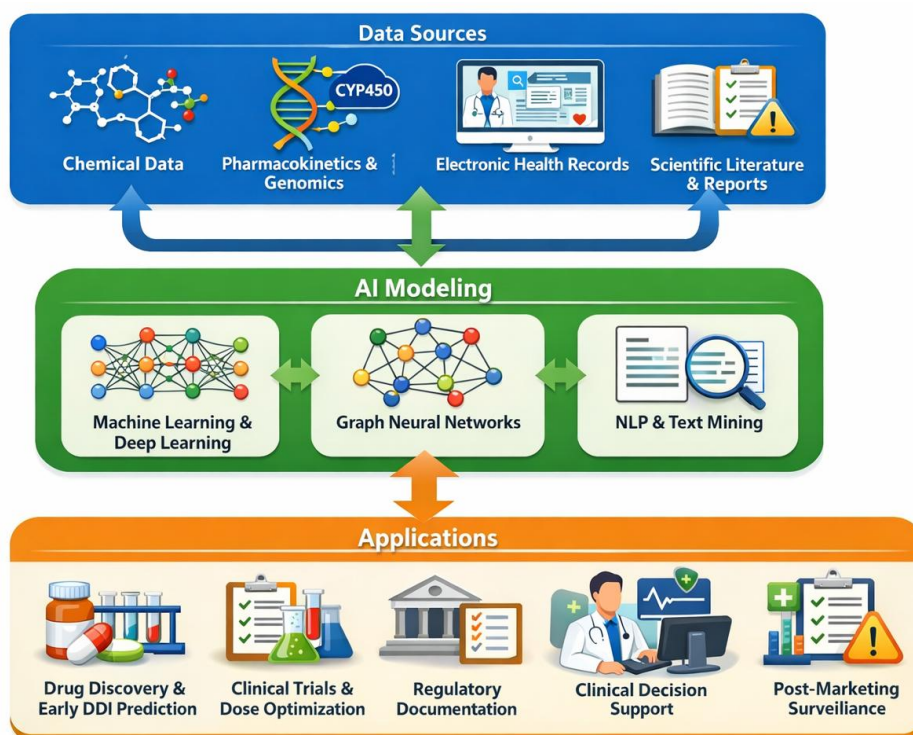 Data Sources
CYP450
Chemical Data
Pharmacokinetics &
Genomics
Electronic Health Records
Scientific Literature
& Reports
AI Modeling
Machine Learning &
Deep Learning
Graph Neural Networks
NLP & Text Mining
Applications
Drug Discovery &
Early DDI Prediction
Clinical Trials &
Dose Optimization
Regulatory
Documentation
Clinical Decision
Support
Post-Marketing
Surveiliance